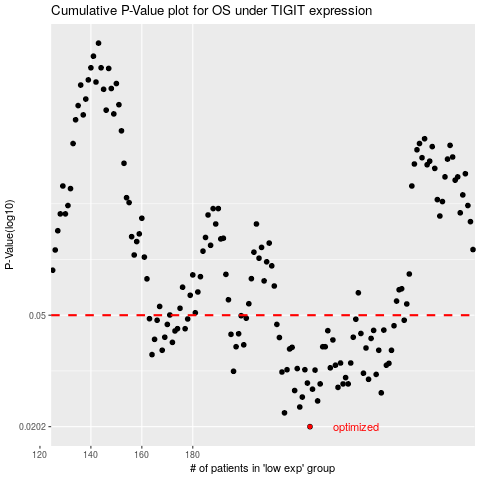 Cumulative P-Value plot for OS under TIGIT expression
P-Value(log10)
0.05
0.0202
optimized
120 140 160 180
# of patients in 'low exp' group